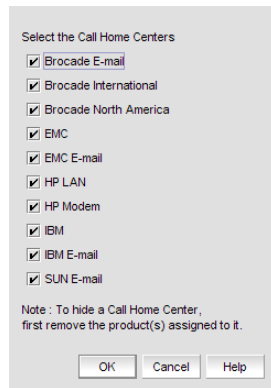 Select the Call Home Centers
Brocade E-mail
Brocade International
Brocade North America
EMC
EMC E-mail
HP LAN
HP Modem
IBM
IBM E-mail
SUN E-mail
Note : To hide a Call Home Center,
first remove the product(s) assigned to it.
OK Cancel Help